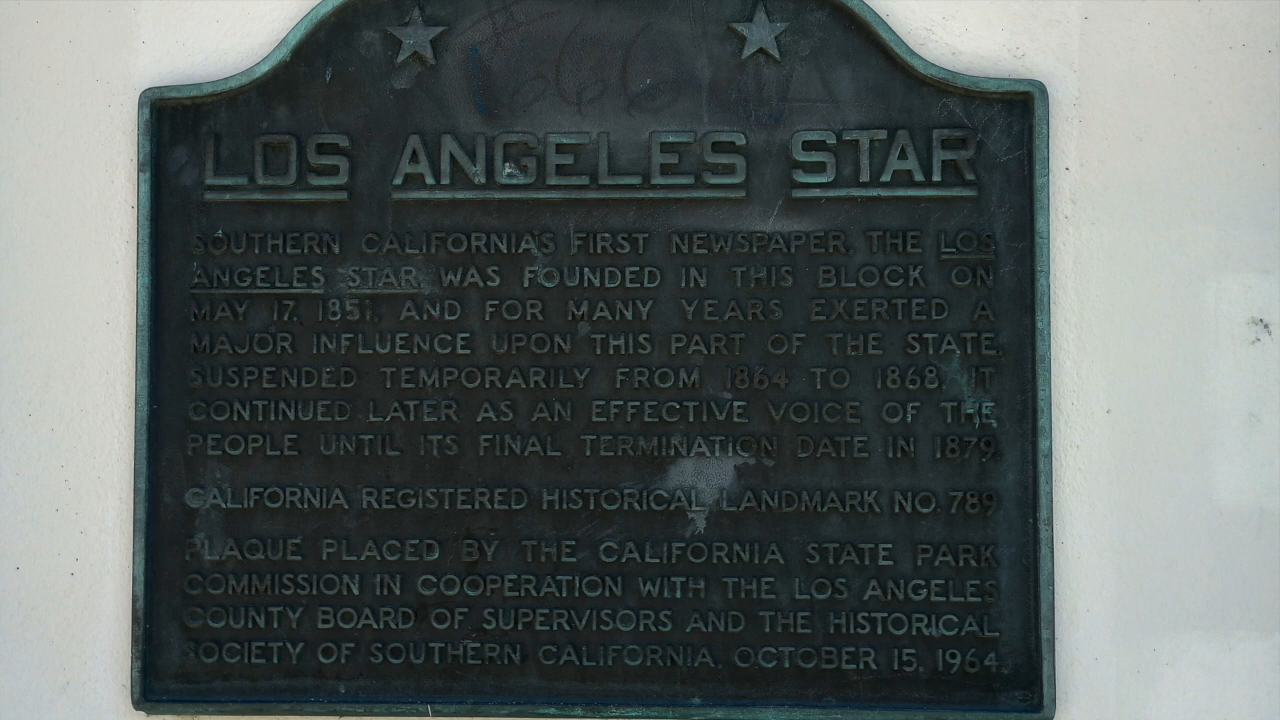 LOS ANGELES STAR
SOUTHERN CALIFORNIA'S FIRST NEWSPAPER, THE LOS
ANGELES STAR, WAS FOUNDED IN THIS BLOCK ON
MAY 17, 1851, AND FOR MANY YEARS EXERTED A
MAJOR INFLUENCE UPON THIS PART OF THE STATE.
SUSPENDED TEMPORARILY FROM 1864 TO 1868, IT
CONTINUED LATER AS AN EFFECTIVE VOICE OF THE
PEOPLE UNTIL ITS FINAL TERMINATION DATE IN 1879.
CALIFORNIA REGISTERED HISTORICAL LANDMARK NO. 789
PLAQUE PLACED BY THE CALIFORNIA STATE PARK
COMMISSION IN COOPERATION WITH THE LOS ANGELES
COUNTY BOARD OF SUPERVISORS AND THE HISTORICAL
SOCIETY OF SOUTHERN CALIFORNIA, OCTOBER 15, 1964.